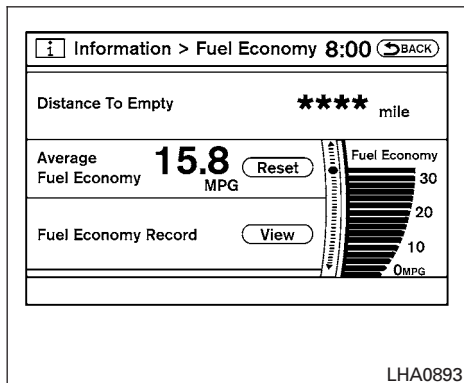 i Information > Fuel Economy 8:00 BACK
Distance To Empty **** mile
Average
Fuel Economy 15.8 MPG Reset
Fuel Economy Record View
Fuel Economy
30
20
10
0MPG
LHA0893